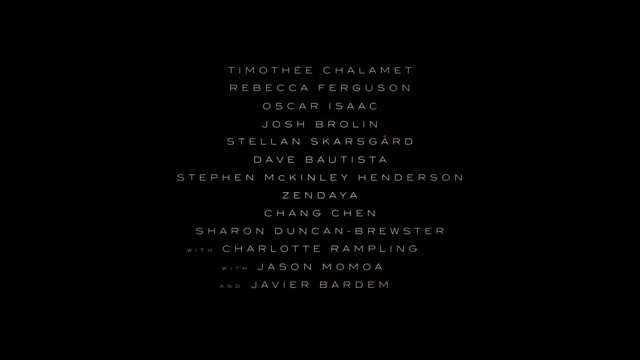 TIMOTHÉE CHALAMET
REBECCA FERGUSON
OSCAR ISAAC
JOSH BROLIN
STELLAN SKARSGÅRD
DAVE BAUTISTA
STEPHEN McKINLEY HENDERSON
ZENDAYA
CHANG CHEN
SHARON DUNCAN-BREWSTER
WITH CHARLOTTE RAMPLING
WITH JASON MOMOA
AND JAVIER BARDEM